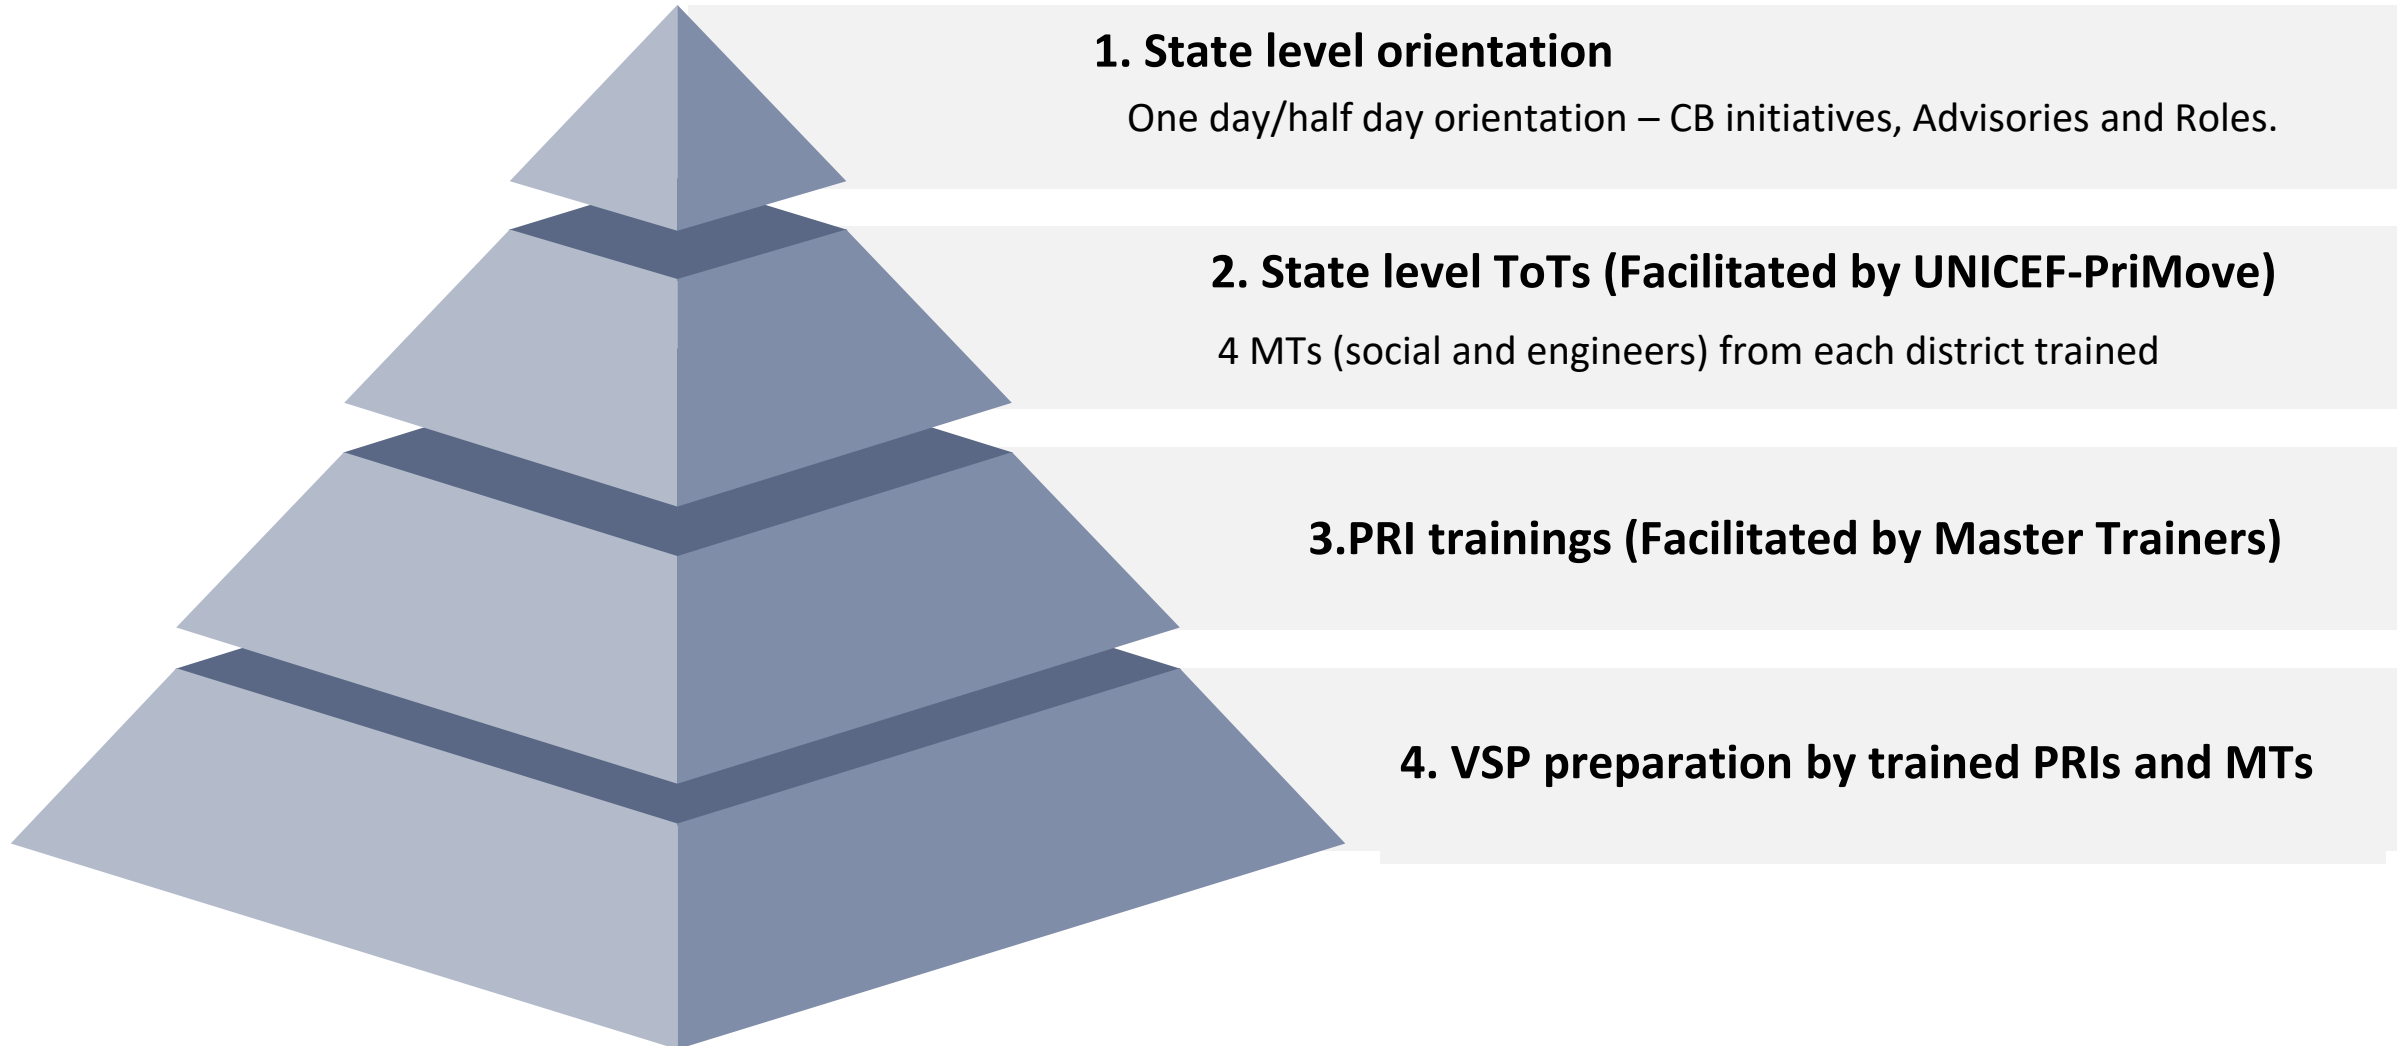 1. State level orientation
One day/half day orientation – CB initiatives, Advisories and Roles.
2. State level ToTs (Facilitated by UNICEF-PriMove)
4 MTs (social and engineers) from each district trained
3.PRI trainings (Facilitated by Master Trainers)
4. VSP preparation by trained PRIs and MTs